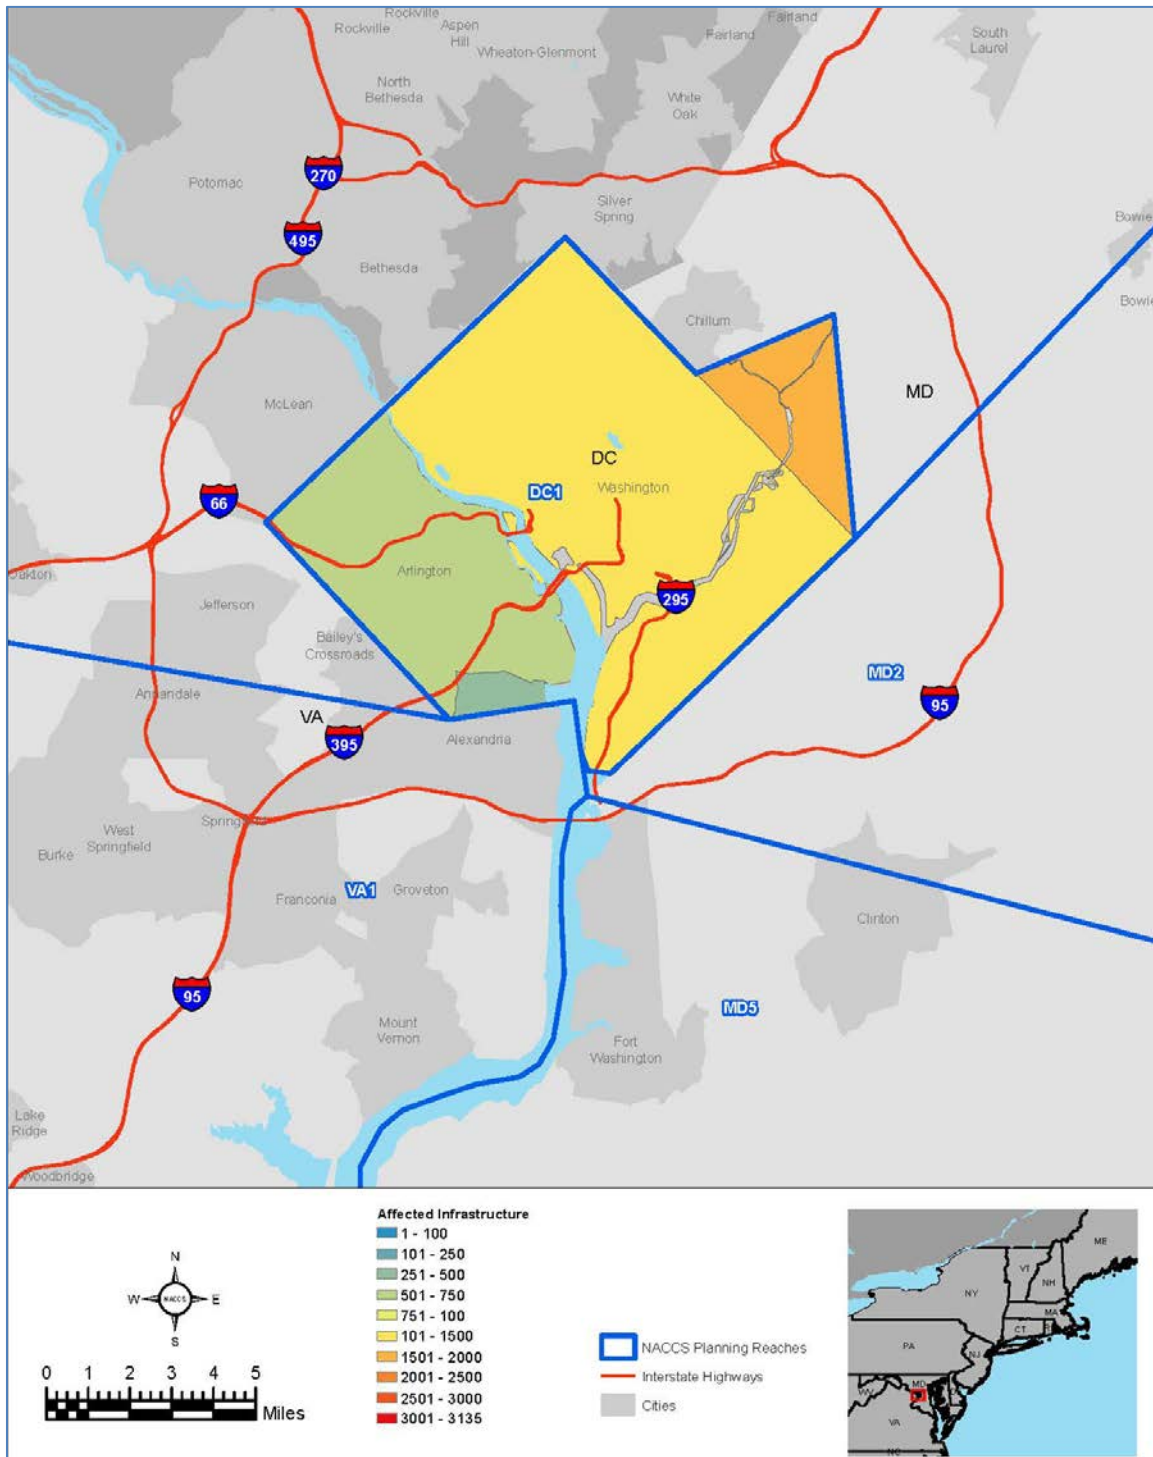 Rockville
Rockville
Aspen
Hill
Wheaton-Glenmont
Fairland
Fairland
South
Laurel
North
Bethesda
White
Oak
270
Potomac
Silver
Spring
Bowie
495
Bethesda
Bowie
Chillum
McLean
MD
DC
66
DC1
Washington
Oakton
Arlington
295
Jefferson
Bailey's
Crossroads
MD2
Annandale
95
VA
395
Alexandria
West
Springfield
Burke
VA1
Groveton
Franconia
Clinton
95
MD5
Mount
Vernon
Fort
Washington
Lake
Ridge
Woodbridge
N
W NACCS E
S
0 1 2 3 4 5
Miles
Affected Infrastructure
1 - 100
101 - 250
251 - 500
501 - 750
751 - 100
101 - 1500
1501 - 2000
2001 - 2500
2501 - 3000
3001 - 3135
NACCS Planning Reaches
Interstate Highways
Cities
ME
VT
NH
NY
MA
CT
PA
NJ
MD
WV
VA
NC